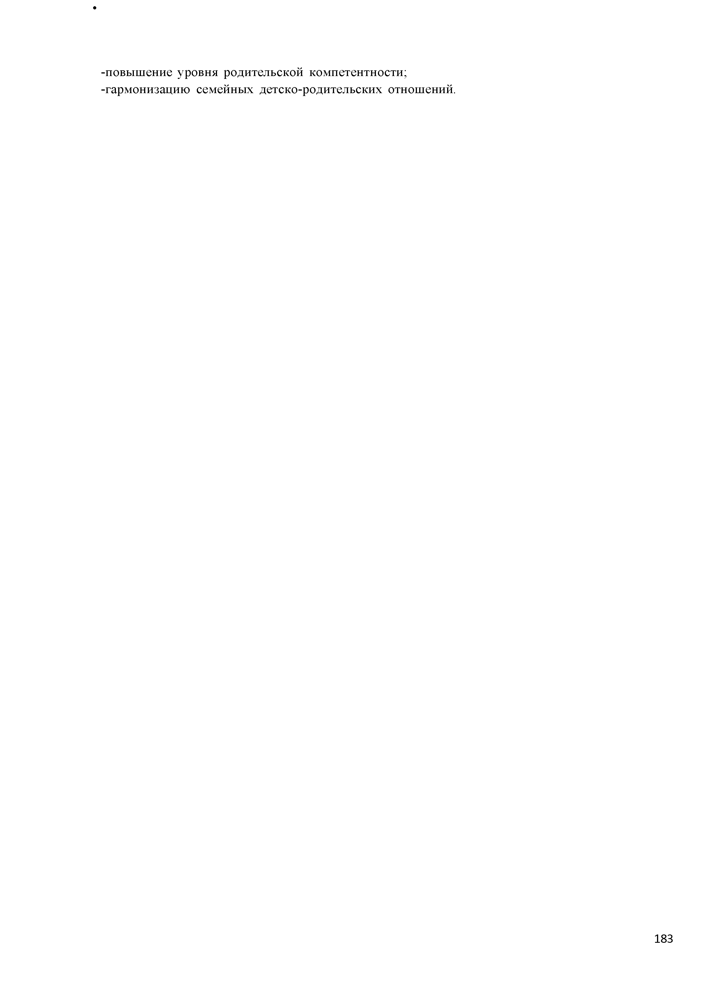 •
-повышение уровня родительской компетентности;
-гармонизацию семейных детско-родительских отношений.
183